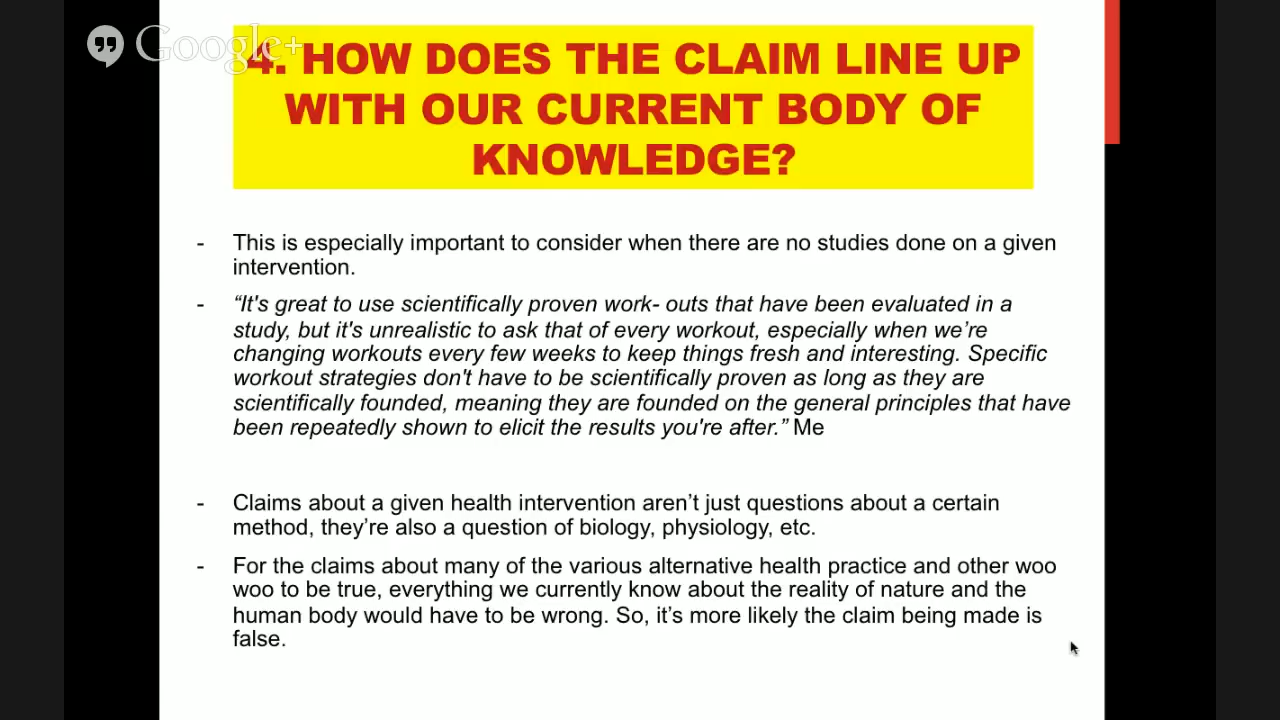 Google+
4. HOW DOES THE CLAIM LINE UP
WITH OUR CURRENT BODY OF
KNOWLEDGE?
- This is especially important to consider when there are no studies done on a given
intervention.
- “It's great to use scientifically proven work- outs that have been evaluated in a
study, but it's unrealistic to ask that of every workout, especially when we’re
changing workouts every few weeks to keep things fresh and interesting. Specific
workout strategies don't have to be scientifically proven as long as they are
scientifically founded, meaning they are founded on the general principles that have
been repeatedly shown to elicit the results you're after.” Me
- Claims about a given health intervention aren’t just questions about a certain
method, they’re also a question of biology, physiology, etc.
- For the claims about many of the various alternative health practice and other woo
woo to be true, everything we currently know about the reality of nature and the
human body would have to be wrong. So, it’s more likely the claim being made is
false.